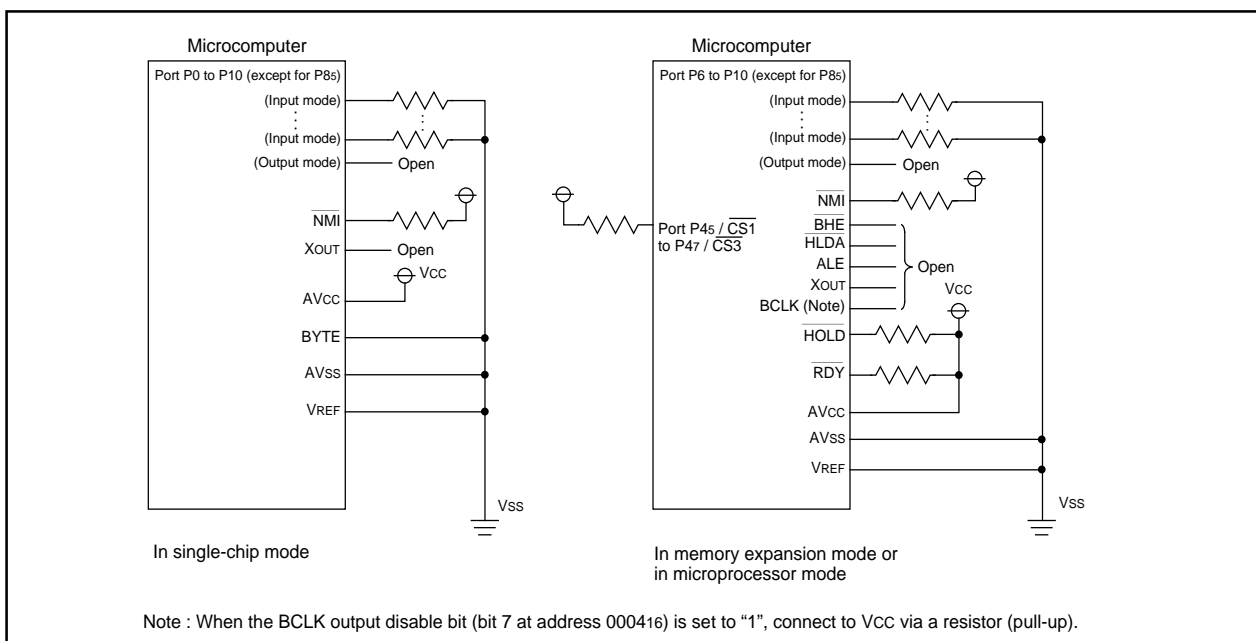 Microcomputer
Port P0 to P10 (except for P85)
(Input mode)
(Input mode)
(Output mode)
Open
NMI
XOUT
Open
VCC
AVCC
BYTE
AVSS
VREF
VSS
In single-chip mode
Microcomputer
Port P6 to P10 (except for P85)
(Input mode)
(Input mode)
(Output mode)
Open
NMI
Port P45 / CS1
to P47 / CS3
BHE
HLDA
ALE
XOUT
BCLK (Note)
Open
VCC
HOLD
RDY
AVCC
AVSS
VREF
VSS
In memory expansion mode or
in microprocessor mode
Note : When the BCLK output disable bit (bit 7 at address 000416) is set to “1”, connect to VCC via a resistor (pull-up).